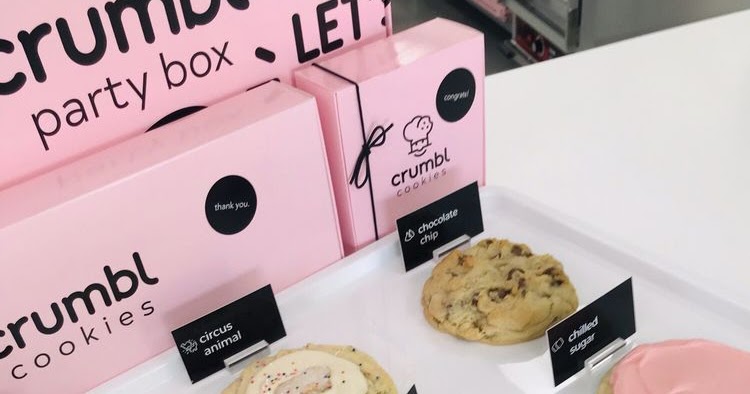 crumbl
party box
LET
congrats!
crumbl
cookies
thank you.
chocolate
chip
crumbl
cookies
circus
animal
chilled
sugar